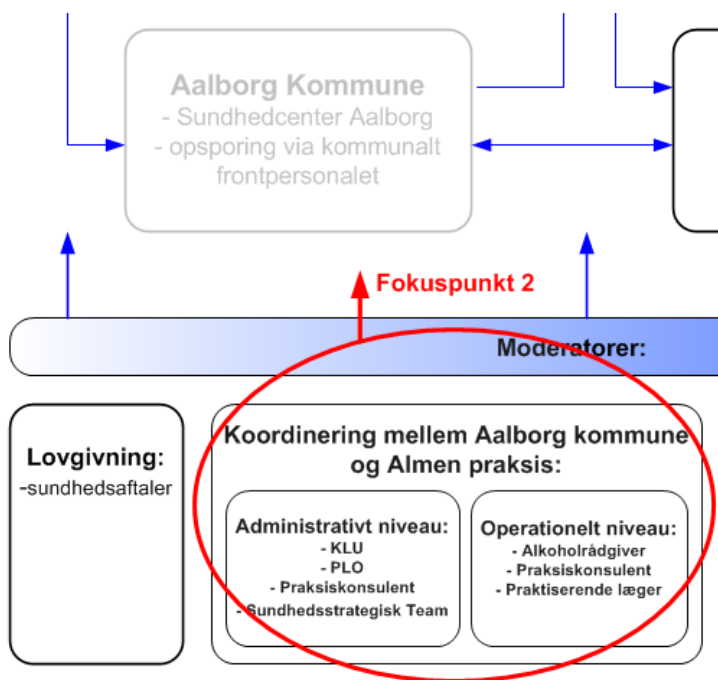 Aalborg Kommune
- Sundhedcenter Aalborg
- opsporing via kommunalt
frontpersonalet
Fokuspunkt 2
Moderatorer:
Lovgivning:
-sundhedsaftaler
Koordinering mellem Aalborg kommune
og Almen praksis:
Administrativt niveau:
- KLU
- PLO
- Praksiskonsulent
- Sundhedsstrategisk Team
Operationelt niveau:
- Alkoholrådgiver
- Praksiskonsulent
- Praktiserende læger